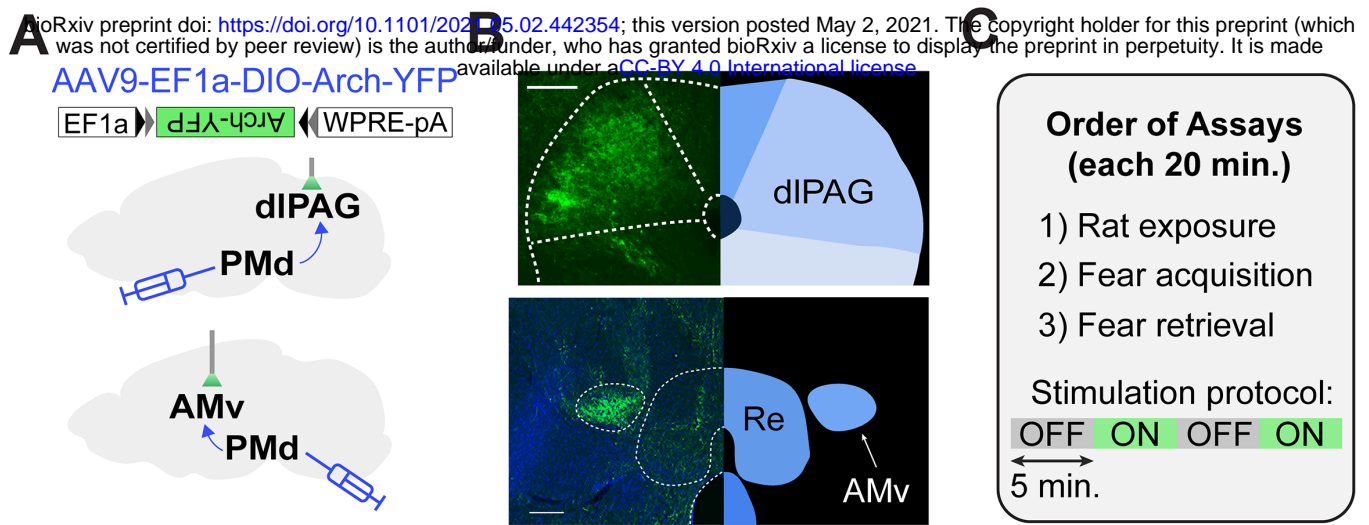 bioRxiv preprint doi: https://doi.org/10.1101/2021.05.02.442354; this version posted May 2, 2021. The copyright holder for this preprint (which
was not certified by peer review) is the author/funder, who has granted bioRxiv a license to display the preprint in perpetuity. It is made
available under aCC-BY 4.0 International license
A
AAV9-EF1a-DIO-Arch-YFP
EF1a Arch-YFP WPRE-pA
dlPAG
PMd
AMv
PMd
B
dlPAG
Re
AMv
C
Order of Assays
(each 20 min.)
1) Rat exposure
2) Fear acquisition
3) Fear retrieval
Stimulation protocol:
OFF ON OFF ON
5 min.